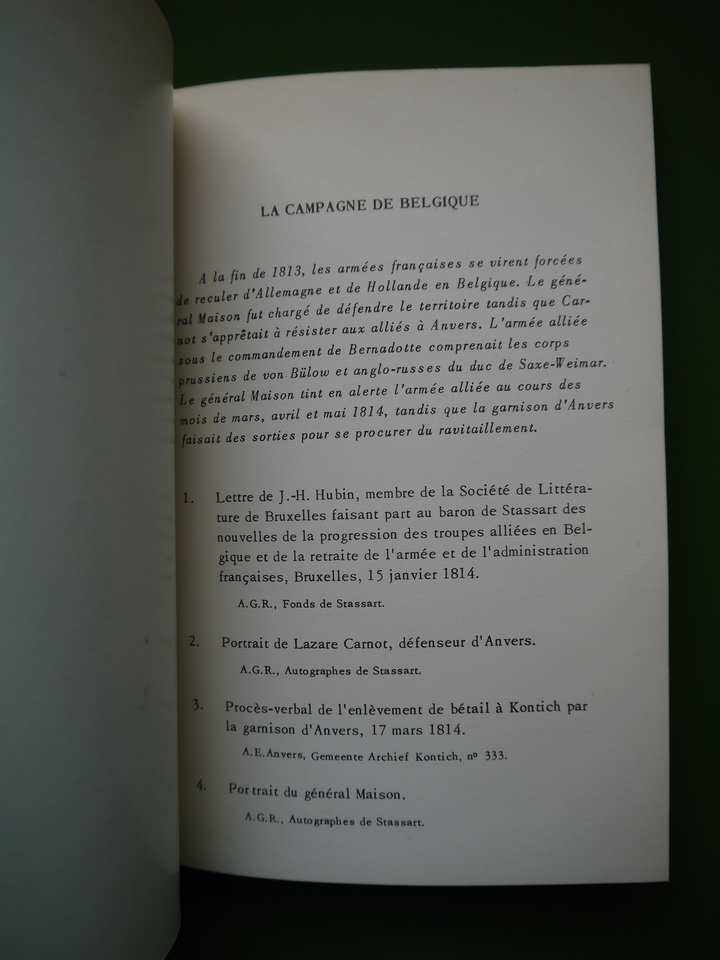 LA CAMPAGNE DE BELGIQUE
A la fin de 1813, les armées françaises se virent forcées
de reculer d'Allemagne et de Hollande en Belgique. Le géné-
ral Maison fut chargé de défendre le territoire tandis que Car-
not s'apprêtait à résister aux alliés à Anvers. L'armée alliée
sous le commandement de Bernadotte comprenait les corps
prussiens de von Bülow et anglo-russes du duc de Saxe-Weimar.
Le général Maison tint en alerte l'armée alliée au cours des
mois de mars, avril et mai 1814, tandis que la garnison d'Anvers
faisait des sorties pour se procurer du ravitaillement.
1. Lettre de J.-H. Hubin, membre de la Société de Littéra-
ture de Bruxelles faisant part au baron de Stassart des
nouvelles de la progression des troupes alliées en Bel-
gique et de la retraite de l'armée et de l'administration
françaises, Bruxelles, 15 janvier 1814.
A.G.R., Fonds de Stassart.
2. Portrait de Lazare Carnot, défenseur d'Anvers.
A.G.R., Autographes de Stassart.
3. Procès-verbal de l'enlèvement de bétail à Kontich par
la garnison d'Anvers, 17 mars 1814.
A.E.Anvers, Gemeente Archief Kontich, nº 333.
4. Portrait du général Maison.
A.G.R., Autographes de Stassart.